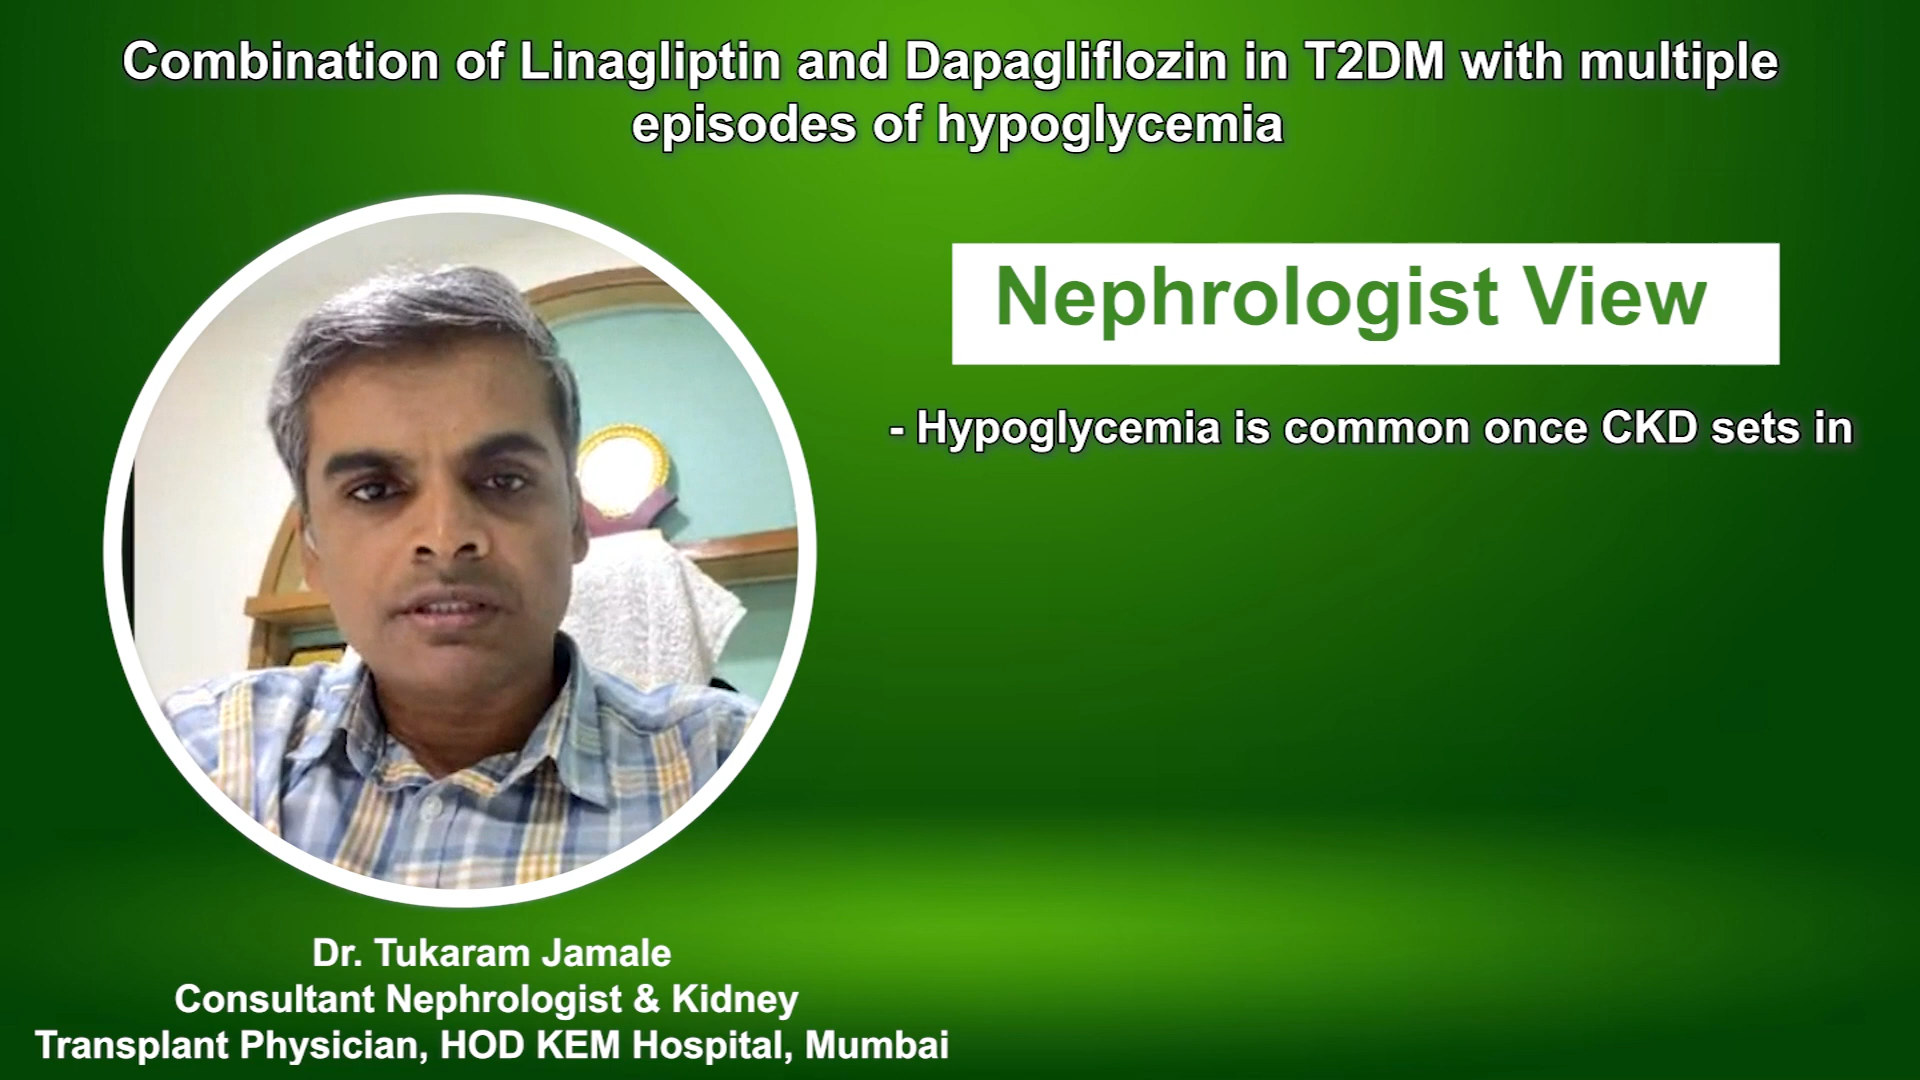 Combination of Linagliptin and Dapagliflozin in T2DM with multiple
episodes of hypoglycemia
Nephrologist View
- Hypoglycemia is common once CKD sets in
Dr. Tukaram Jamale
Consultant Nephrologist & Kidney
Transplant Physician, HOD KEM Hospital, Mumbai